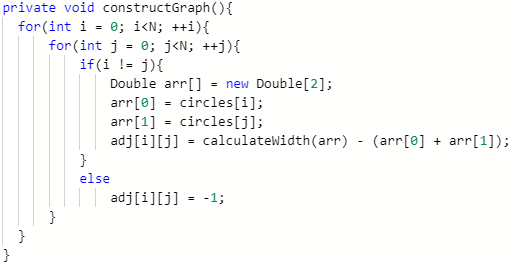 private void constructGraph(){
for(int i = 0; i<N; ++i){
for(int j = 0; j<N; ++j){
if(i != j){
Double arr[] = new Double[2];
arr[0] = circles[i];
arr[1] = circles[j];
adj[i][j] = calculateWidth(arr) - (arr[0] + arr[1]);
}
else
adj[i][j] = -1;
}
}
}